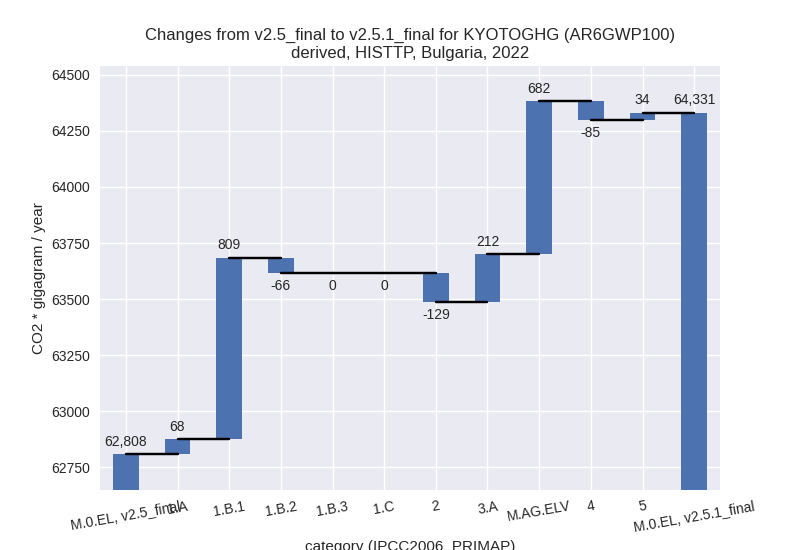 Changes from v2.5_final to v2.5.1_final for KYOTOGHG (AR6GWP100)
derived, HISTTP, Bulgaria, 2022
CO2 * gigagram / year
64500
64250
64000
63750
63500
63250
63000
62750
62,808
68
809
-66
0
0
-129
212
682
-85
34
64,331
M.0.EL, v2.5_final
1.A
1.B.1
1.B.2
1.B.3
1.C
2
3.A
M.AG.ELV
4
5
M.0.EL, v2.5.1_final
category (IPCC2006_PRIMAP)